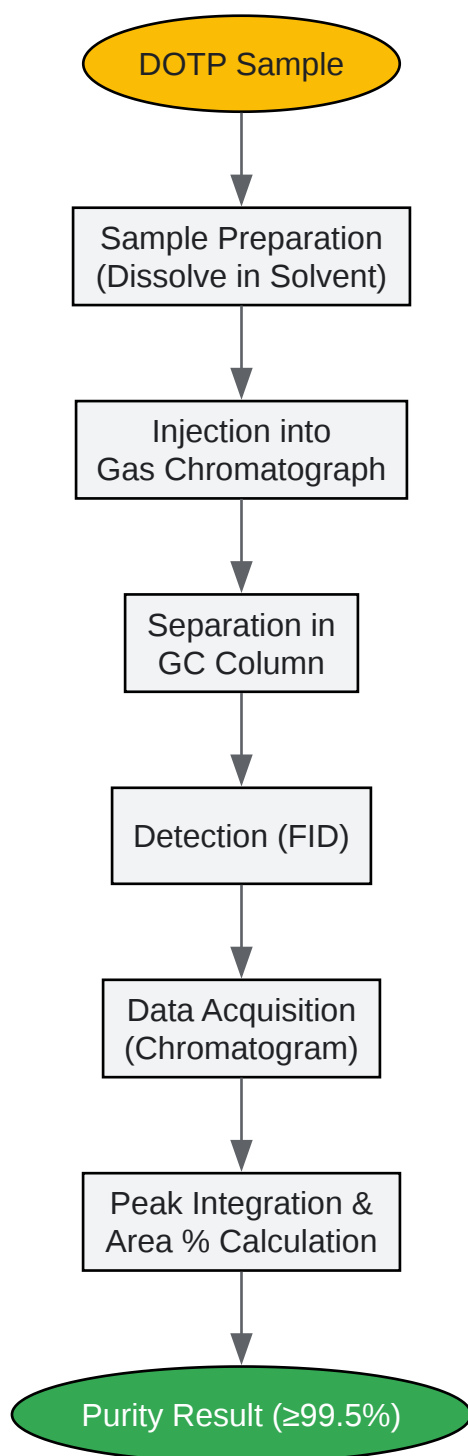 DOTP Sample
Sample Preparation
(Dissolve in Solvent)
Injection into
Gas Chromatograph
Separation in
GC Column
Detection (FID)
Data Acquisition
(Chromatogram)
Peak Integration &
Area % Calculation
Purity Result (≥99.5%)